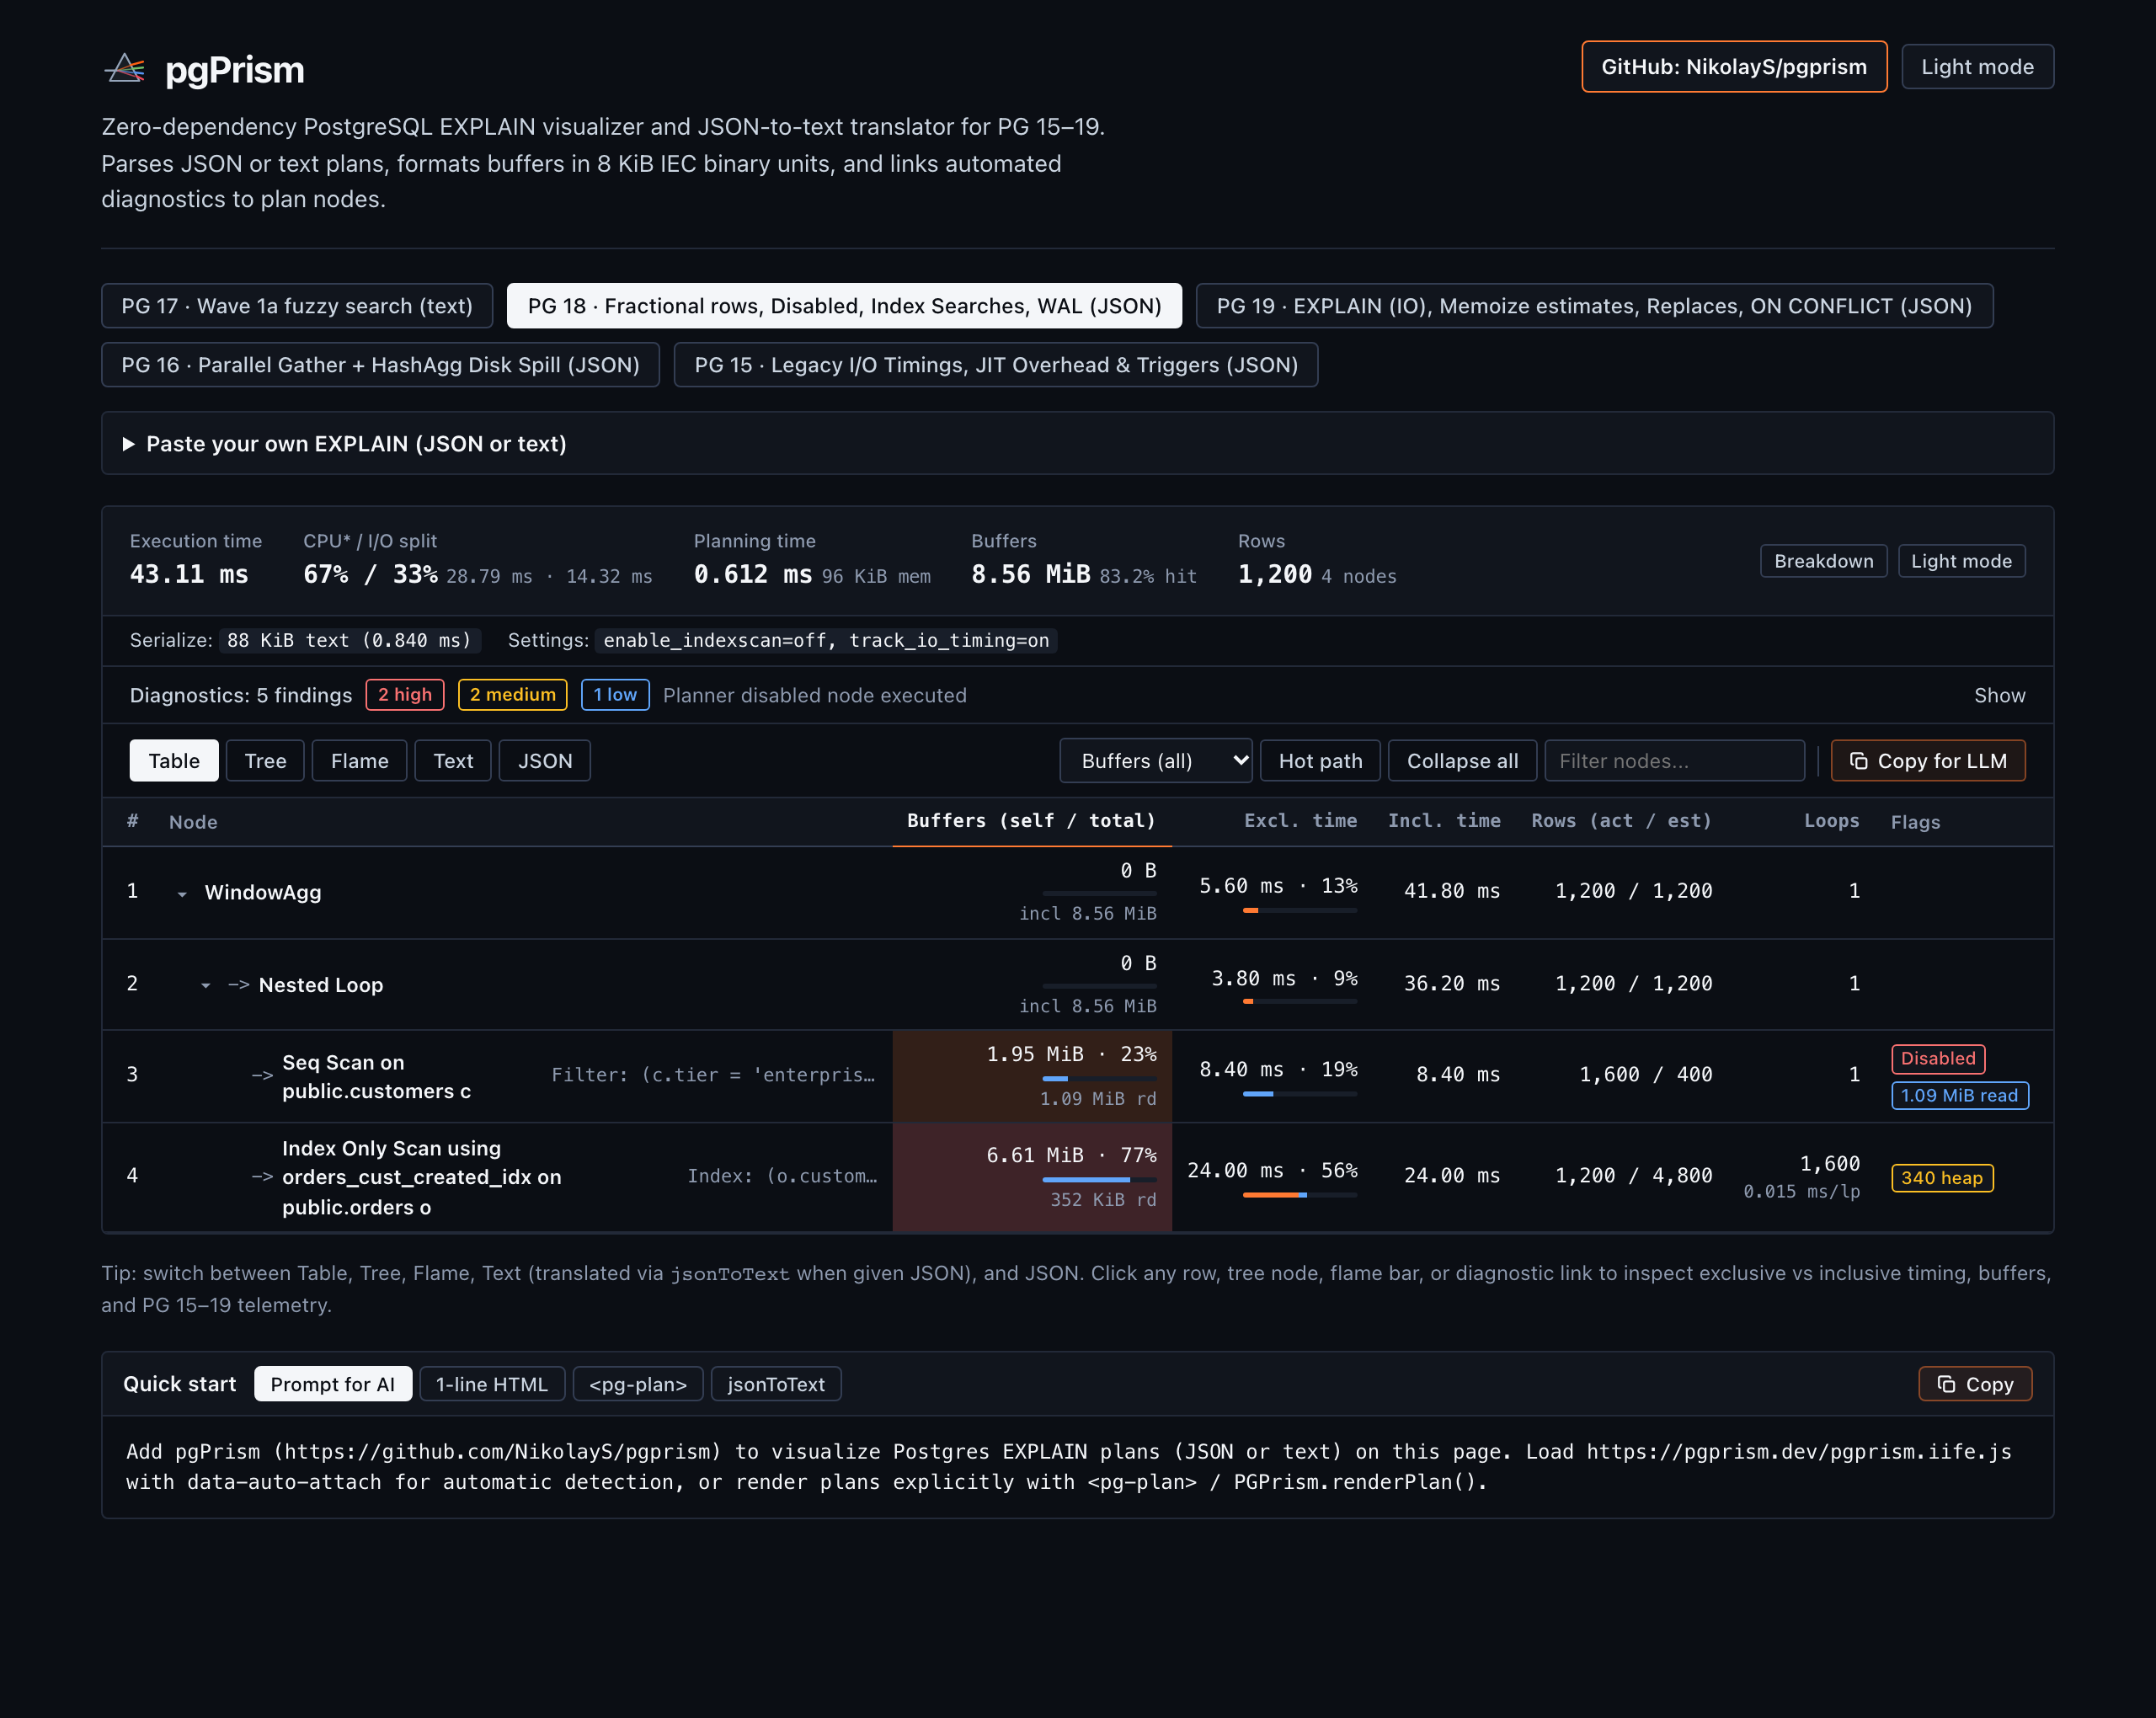 pgPrism
GitHub: NikolayS/pgprism
Light mode
Zero-dependency PostgreSQL EXPLAIN visualizer and JSON-to-text translator for PG 15–19.
Parses JSON or text plans, formats buffers in 8 KiB IEC binary units, and links automated
diagnostics to plan nodes.
PG 17 · Wave 1a fuzzy search (text)
PG 18 · Fractional rows, Disabled, Index Searches, WAL (JSON)
PG 19 · EXPLAIN (IO), Memoize estimates, Replaces, ON CONFLICT (JSON)
PG 16 · Parallel Gather + HashAgg Disk Spill (JSON)
PG 15 · Legacy I/O Timings, JIT Overhead & Triggers (JSON)
Paste your own EXPLAIN (JSON or text)
Execution time
43.11 ms
CPU* / I/O split
67% / 33% 28.79 ms · 14.32 ms
Planning time
0.612 ms 96 KiB mem
Buffers
8.56 MiB 83.2% hit
Rows
1,200 4 nodes
Breakdown
Light mode
Serialize: 88 KiB text (0.840 ms) Settings: enable_indexscan=off, track_io_timing=on
Diagnostics: 5 findings 2 high 2 medium 1 low Planner disabled node executed Show
Table Tree Flame Text JSON
Buffers (all) Hot path Collapse all Filter nodes... Copy for LLM
# Node Buffers (self / total) Excl. time Incl. time Rows (act / est) Loops Flags
1 WindowAgg
0 B
incl 8.56 MiB
5.60 ms · 13%
41.80 ms
1,200 / 1,200
1
2 -> Nested Loop
0 B
incl 8.56 MiB
3.80 ms · 9%
36.20 ms
1,200 / 1,200
1
3 -> Seq Scan on
public.customers c
Filter: (c.tier = 'enterpris…
1.95 MiB · 23%
1.09 MiB rd
8.40 ms · 19%
8.40 ms
1,600 / 400
1
Disabled
1.09 MiB read
4 -> Index Only Scan using
orders_cust_created_idx on
public.orders o
Index: (o.custom…
6.61 MiB · 77%
352 KiB rd
24.00 ms · 56%
24.00 ms
1,200 / 4,800
1,600
0.015 ms/lp
340 heap
Tip: switch between Table, Tree, Flame, Text (translated via jsonToText when given JSON), and JSON. Click any row, tree node, flame bar, or diagnostic link to inspect exclusive vs inclusive timing, buffers,
and PG 15–19 telemetry.
Quick start Prompt for AI 1-line HTML <pg-plan> jsonToText Copy
Add pgPrism (https://github.com/NikolayS/pgprism) to visualize Postgres EXPLAIN plans (JSON or text) on this page. Load https://pgprism.dev/pgprism.iife.js
with data-auto-attach for automatic detection, or render plans explicitly with <pg-plan> / PGPrism.renderPlan().